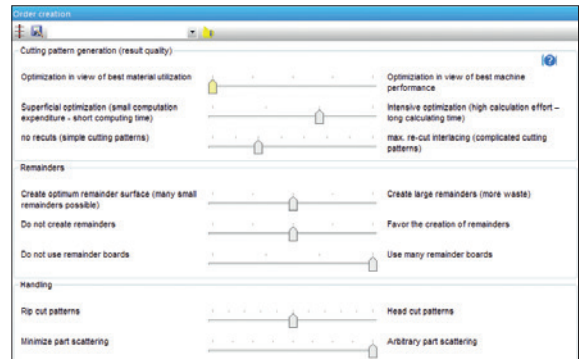 Order creation
Cutting pattern generation (result quality)
Optimization in view of best material utilization
Optimiziation in view of best machine
performance
Superficial optimization (small computation
expenditure - short computing time)
Intensive optimization (high calculation effort –
long calculating time)
no recuts (simple cutting patterns)
max. re-cut interlacing (complicated cutting
patterns)
Remainders
Create optimum remainder surface (many small
remainders possible)
Create large remainders (more waste)
Do not create remainders
Favor the creation of remainders
Do not use remainder boards
Use many remainder boards
Handling
Rip cut patterns
Head cut patterns
Minimize part scattering
Arbitrary part scattering